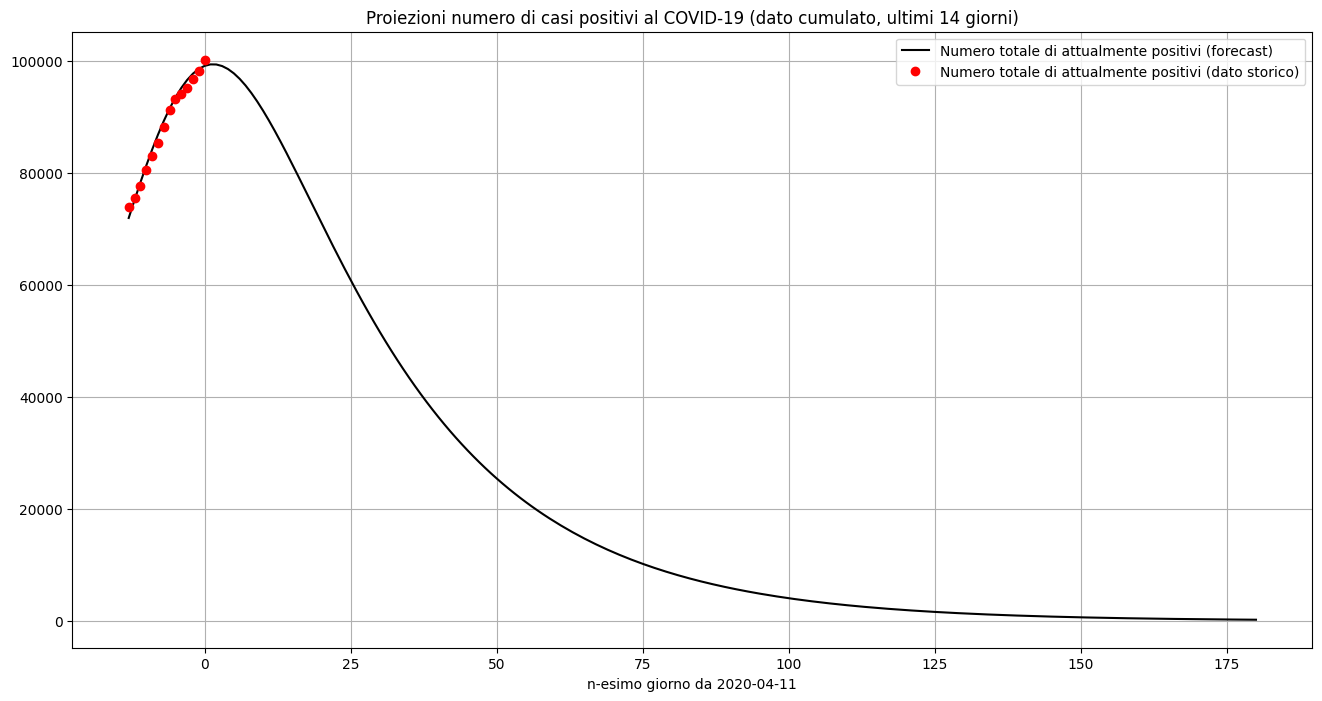 Proiezioni numero di casi positivi al COVID-19 (dato cumulato, ultimi 14 giorni)
Numero totale di attualmente positivi (forecast)
Numero totale di attualmente positivi (dato storico)
100000
80000
60000
40000
20000
0
0 25 50 75 100 125 150 175
n-esimo giorno da 2020-04-11